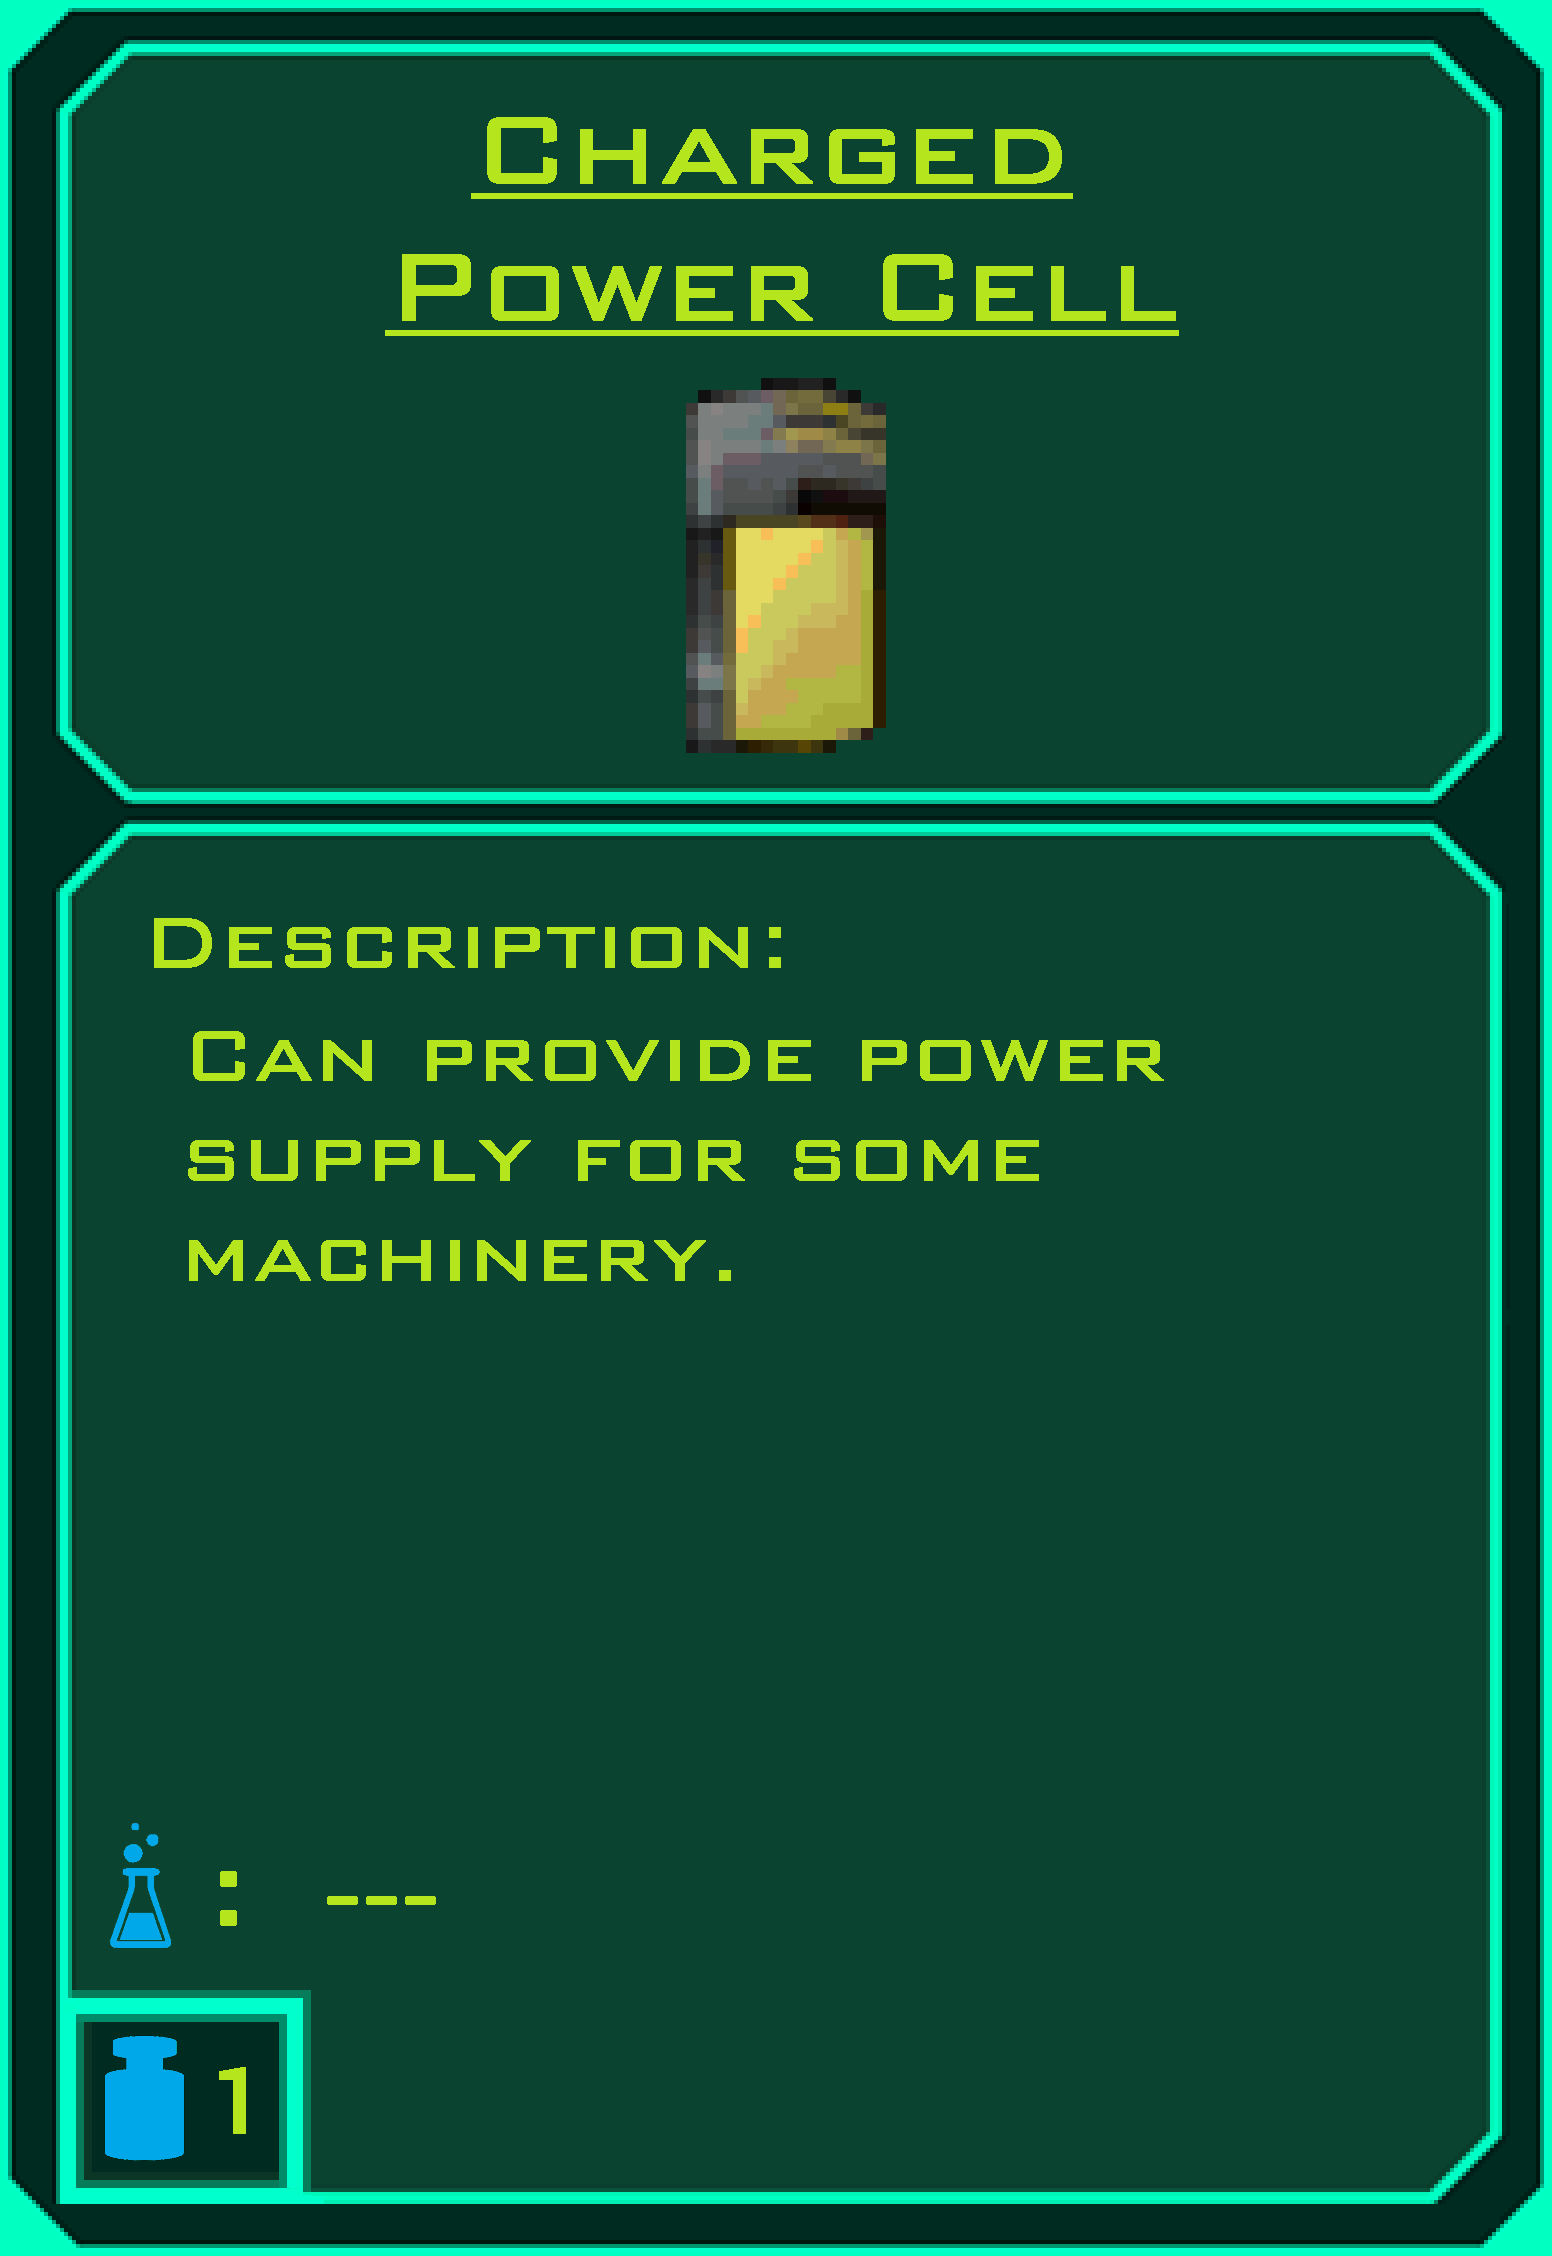 Charged
Power Cell
Description:
Can provide power
supply for some
machinery.
: ---
1